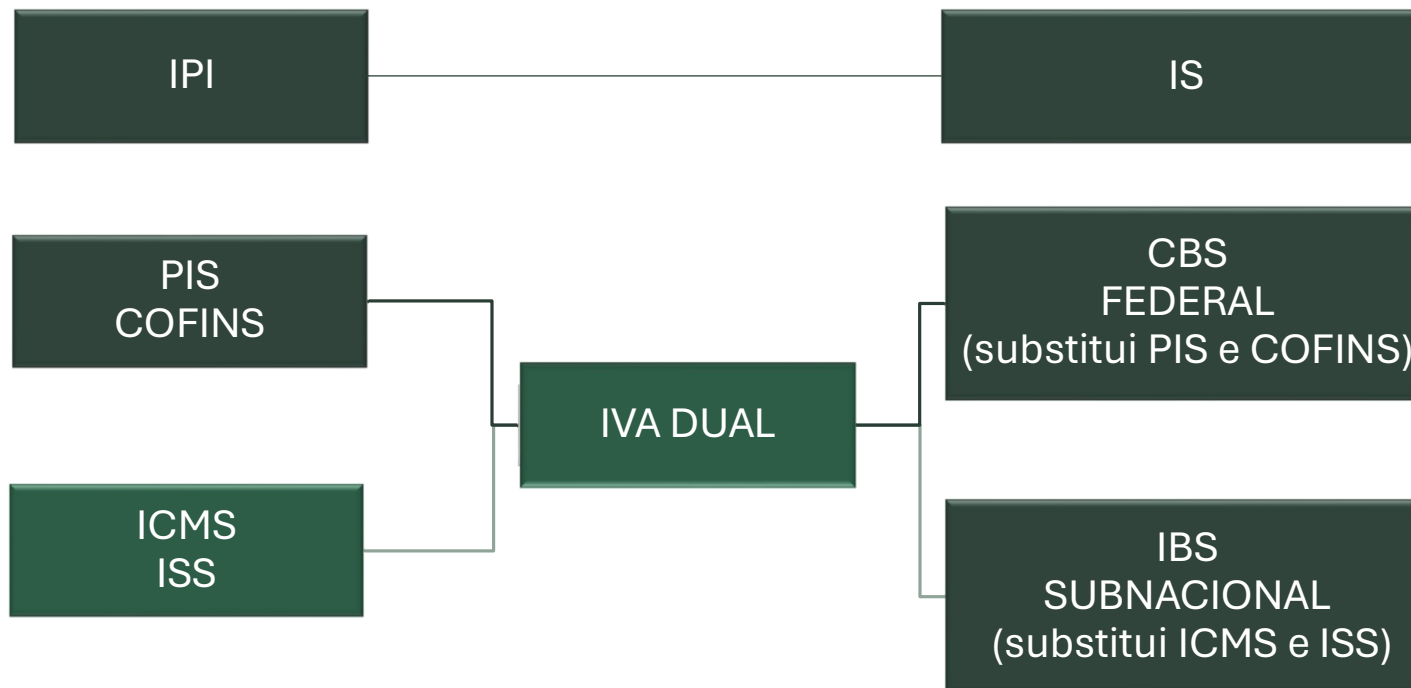 IPI
IS
PIS
COFINS
ICMS
ISS
IVA DUAL
CBS
FEDERAL
(substitui PIS e COFINS)
IBS
SUBNACIONAL
(substitui ICMS e ISS)